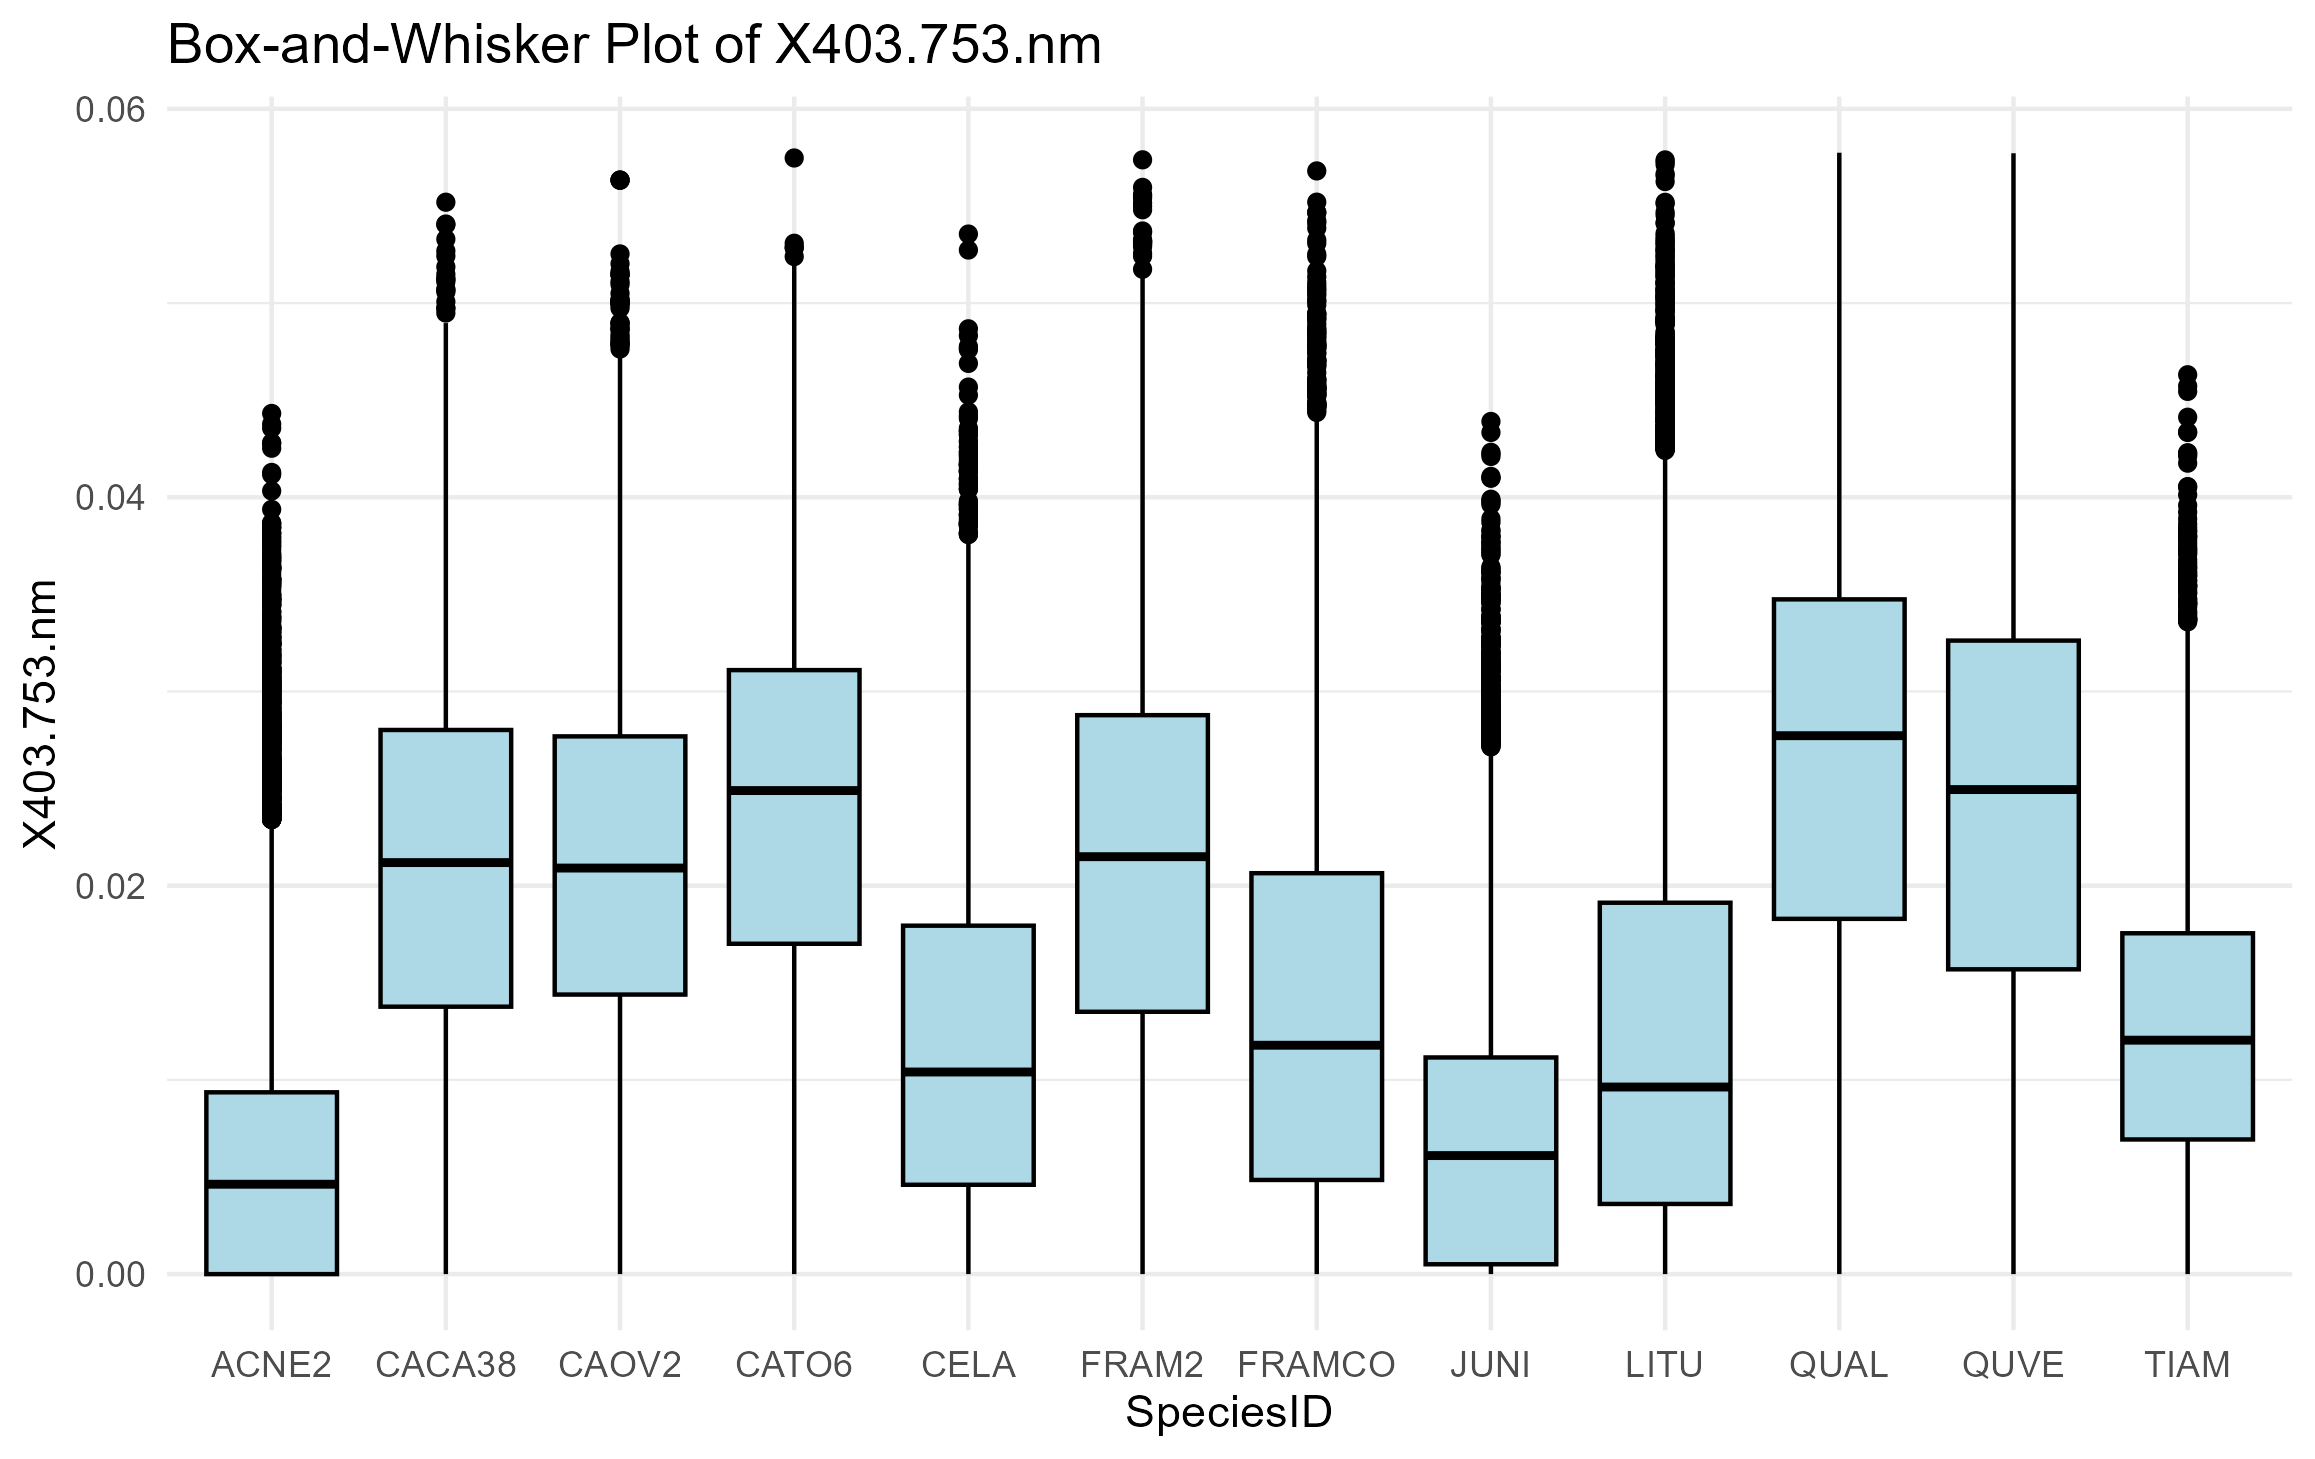 Box-and-Whisker Plot of X403.753.nm
0.06
0.04
0.02
0.00
X403.753.nm
ACNE2 CACA38 CAOV2 CATO6 CELA FRAM2 FRAMCO JUNI LITU QUAL QUVE TIAM
SpeciesID